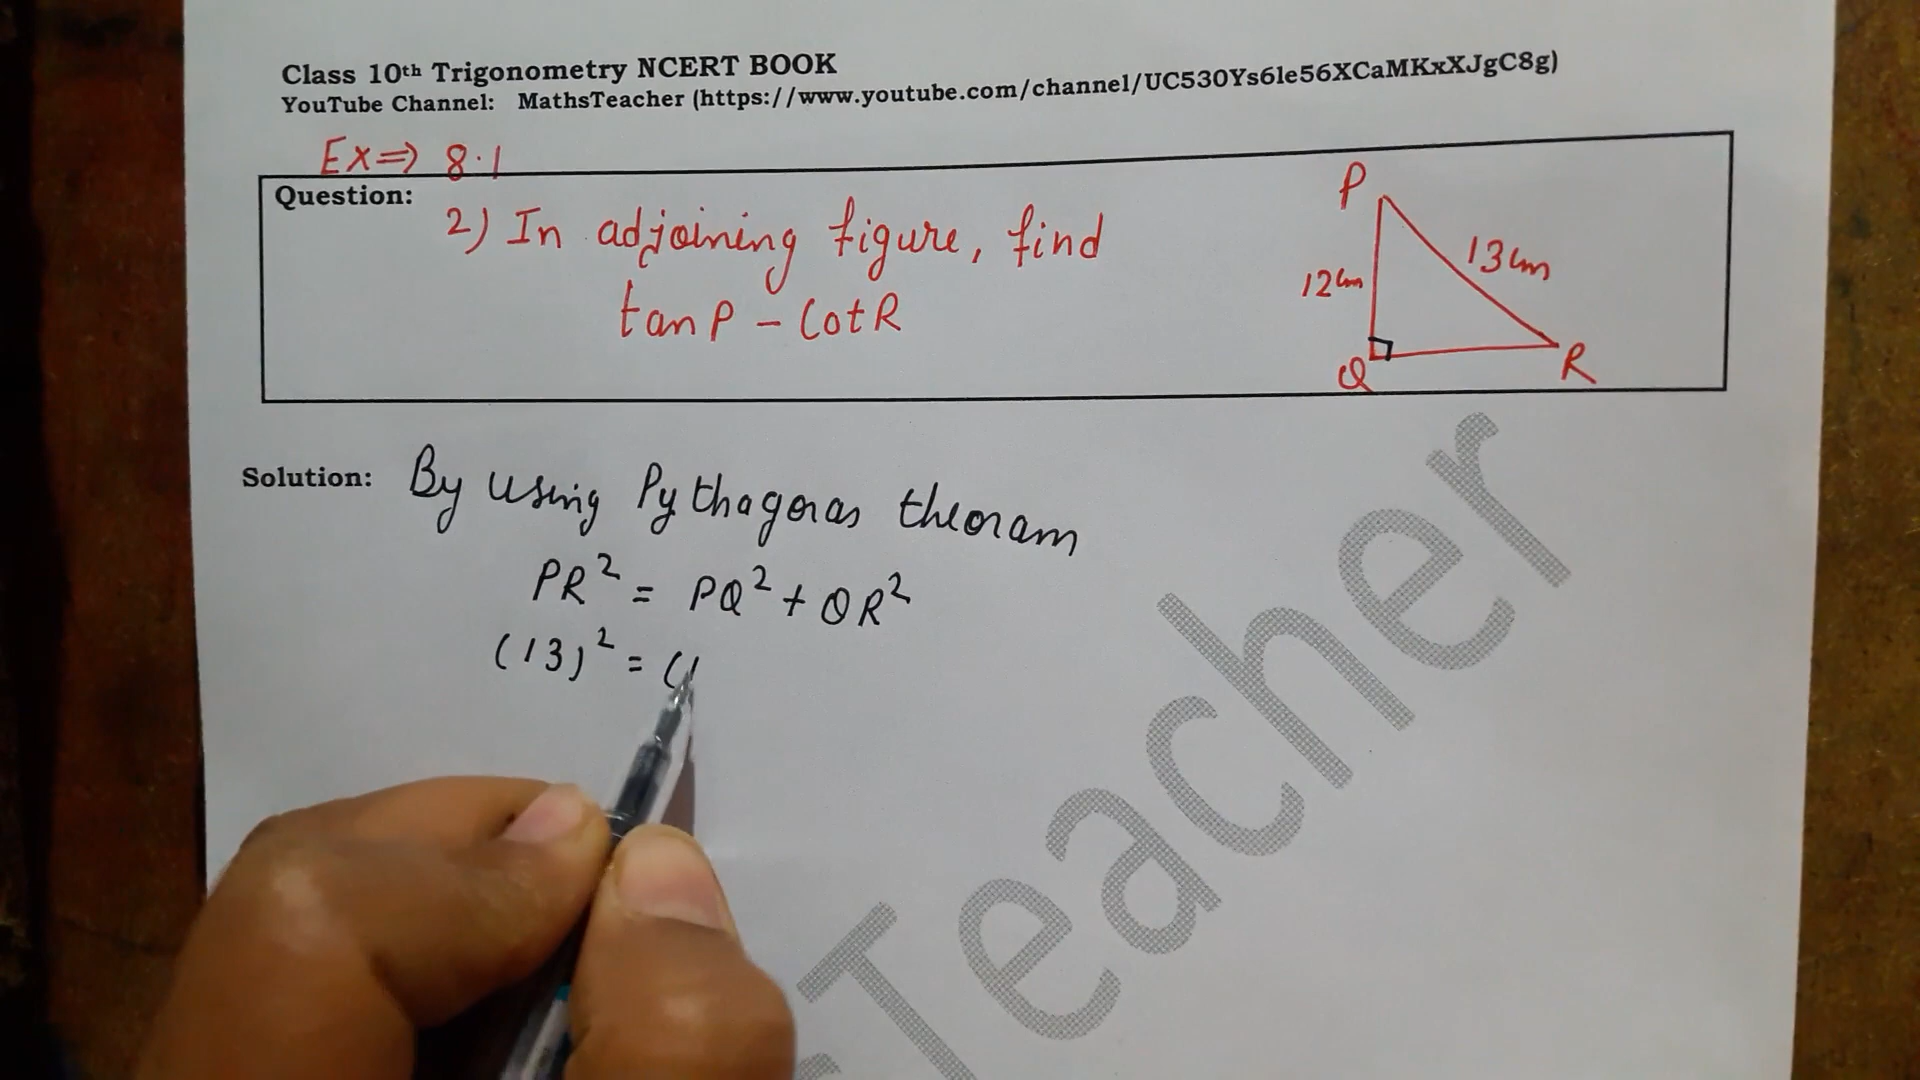 Class 10th Trigonometry NCERT BOOK
YouTube Channel: MathsTeacher (https://www.youtube.com/channel/UC530Ys6le56XCaMKxXJgC8g)
Ex⇒ 8.1
Question:
2) In adjoining figure, find
tan P - Cot R
P
12cm
13cm
Q
R
Solution: By using Pythagoras theoram
PR² = PQ² + QR²
(13)² = (1
Teacher